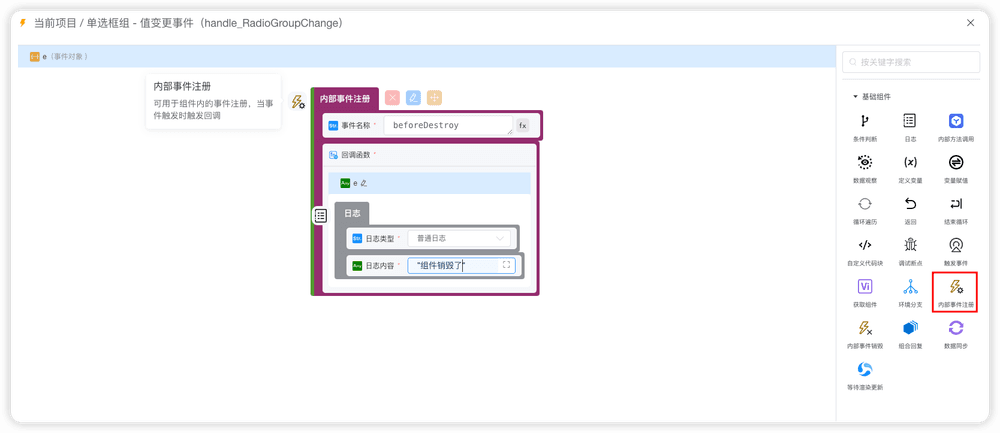 当前项目 / 单选框组 - 值变更事件（handle_RadioGroupChange）
e（事件对象）
内部事件注册
可用于组件内的事件注册，当事
件触发时触发回调
内部事件注册
事件名称 *
beforeDestroy
fx
回调函数 *
e
日志
日志类型 *
普通日志
日志内容 *
"组件销毁了"
按关键字搜索
基础组件
条件判断
日志
内部方法调用
数据观察
定义变量
变量赋值
循环遍历
返回
结束循环
自定义代码块
调试断点
触发事件
获取组件
环境分支
内部事件注册
内部事件销毁
组合回复
数据同步
等待渲染更新